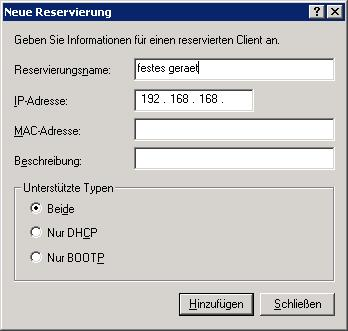 Neue Reservierung
Geben Sie Informationen für einen reservierten Client an.
Reservierungsname: festes geraet
IP-Adresse: 192 . 168 . 168 .
MAC-Adresse:
Beschreibung:
Unterstützte Typen
Beide
Nur DHCP
Nur BOOTP
Hinzufügen Schließen